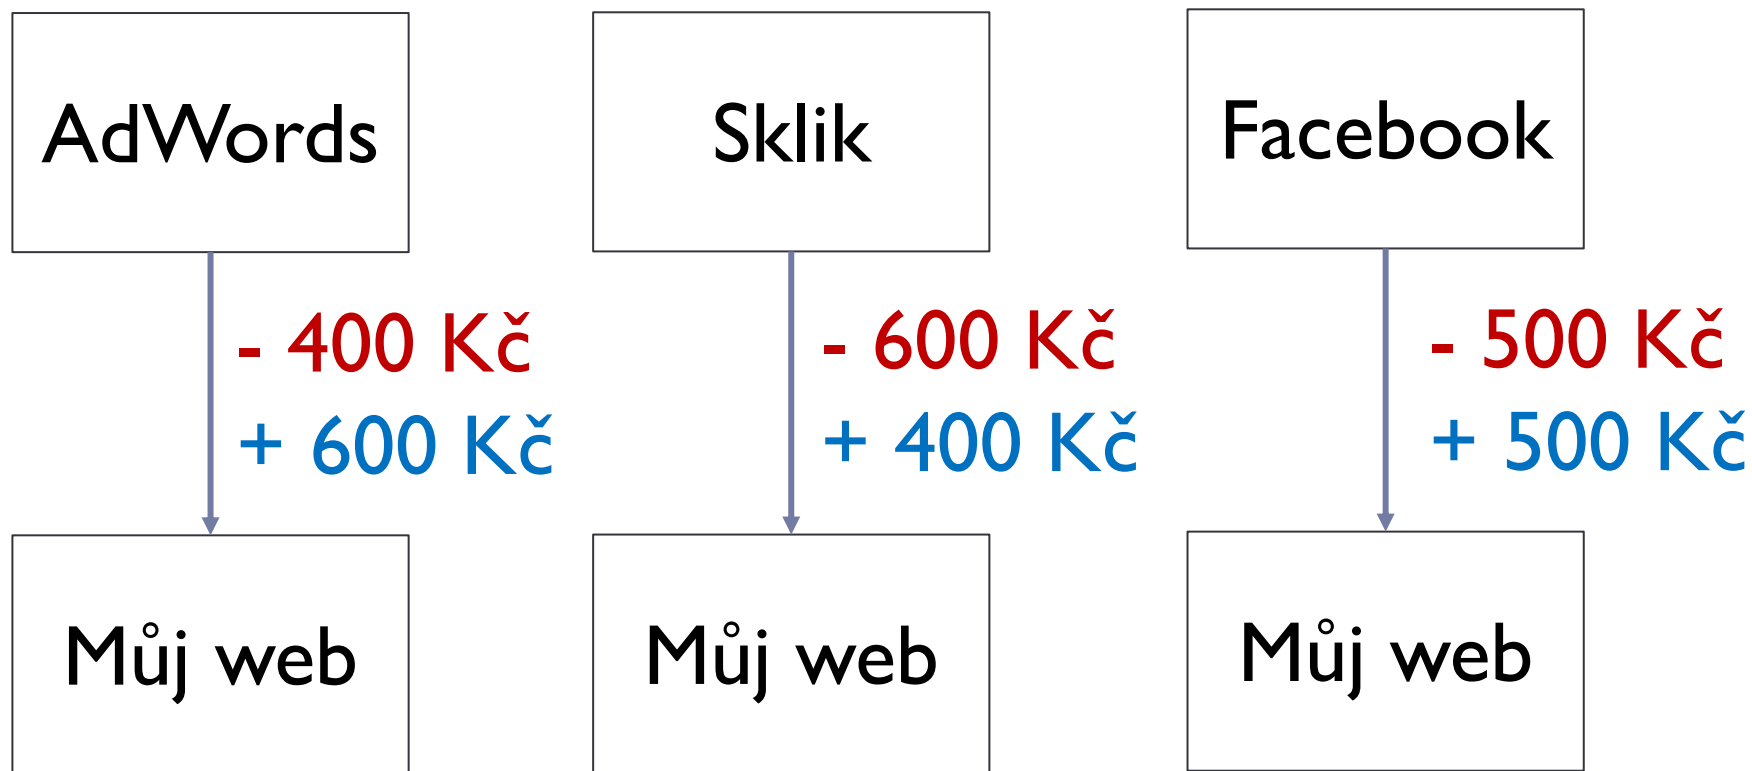 AdWords
Sklik
Facebook
- 400 Kč
+ 600 Kč
- 600 Kč
+ 400 Kč
- 500 Kč
+ 500 Kč
Můj web
Můj web
Můj web